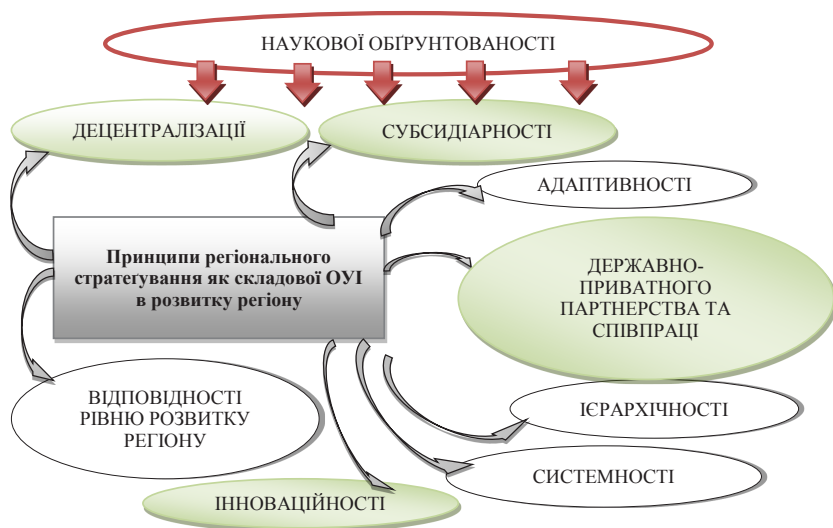 НАУКОВОЇ ОБҐРУНТОВАНОСТІ
ДЕЦЕНТРАЛІЗАЦІЇ
СУБСИДІАРНОСТІ
АДАПТИВНОСТІ
Принципи регіонального
стратегування як складової ОУІ
в розвитку регіону
ДЕРЖАВНО-
ПРИВАТНОГО
ПАРТНЕРСТВА ТА
СПІВПРАЦІ
ВІДПОВІДНОСТІ
РІВНЮ РОЗВИТКУ
РЕГІОНУ
ІЄРАРХІЧНОСТІ
СИСТЕМНОСТІ
ІННОВАЦІЙНОСТІ